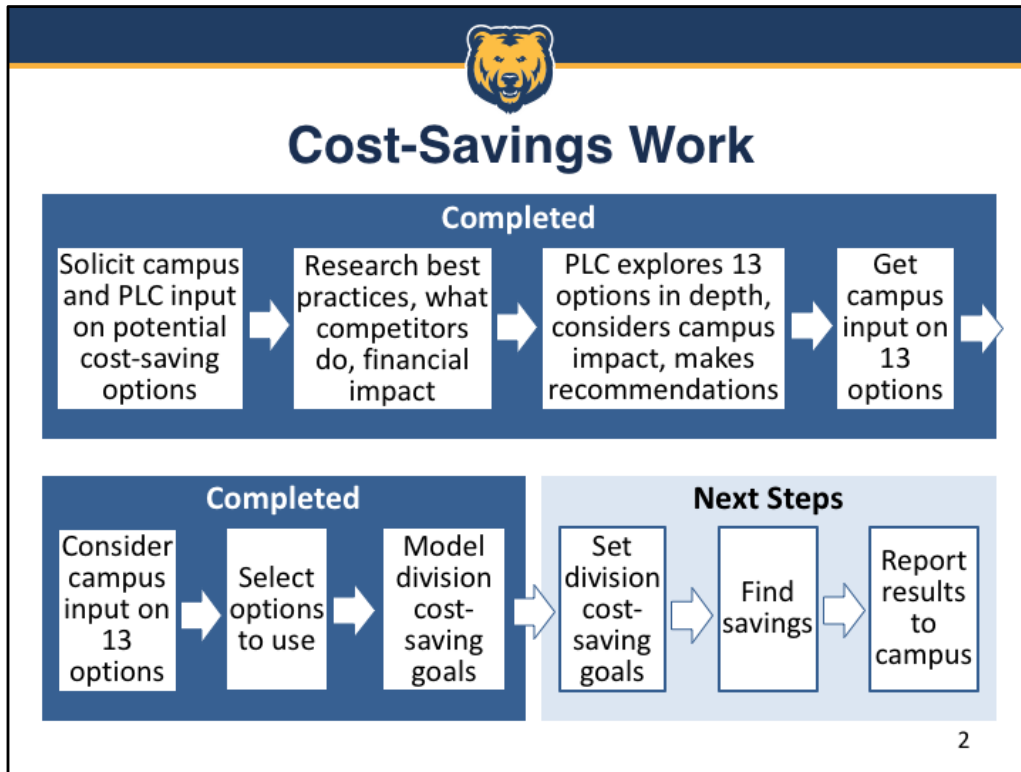 Cost-Savings Work
Completed
Solicit campus
and PLC input
on potential
cost-saving
options
Research best
practices, what
competitors
do, financial
impact
PLC explores 13
options in depth,
considers campus
impact, makes
recommendations
Get
campus
input on
13
options
Completed
Consider
campus
input on
13
options
Select
options
to use
Model
division
cost-
saving
goals
Next Steps
Set
division
cost-
saving
goals
Find
savings
Report
results
to
campus
2